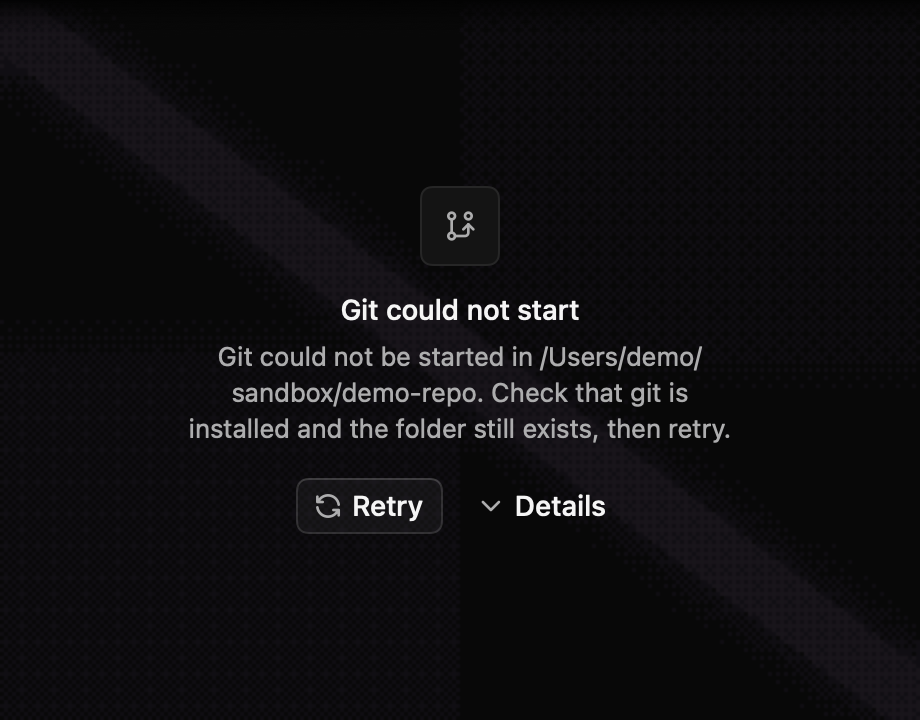 Git could not start
Git could not be started in /Users/demo/
sandbox/demo-repo. Check that git is
installed and the folder still exists, then retry.
Retry
Details